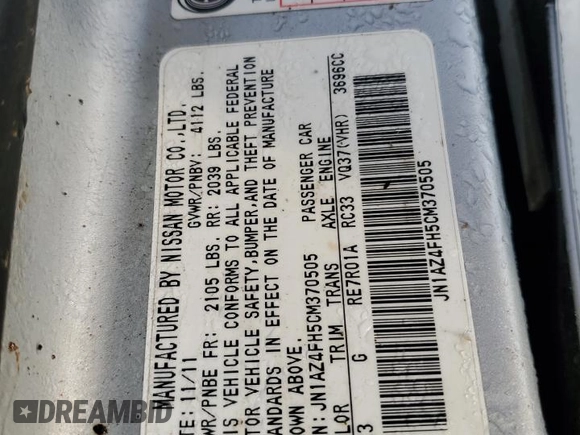 MANUFACTURED BY NISSAN MOTOR CO.,LTD.
TE: 11/11 GVWR/PNBV: 4112 LBS.
WR/PNBE FR: 2105 LBS. RR: 2039 LBS.
IS VEHICLE CONFORMS TO ALL APPLICABLE FEDERAL
TOR VEHICLE SAFETY,BUMPER,AND THEFT PREVENTION
ANDARDS IN EFFECT ON THE DATE OF MANUFACTURE
OWN ABOVE.
N:JN1AZ4FH5CM370505 PASSENGER CAR
LOR TRIM TRANS AXLE ENGINE
3 G RE7R01A RC33 VQ37(VHR) 3696CC
JN1AZ4FH5CM370505
DREAMBID